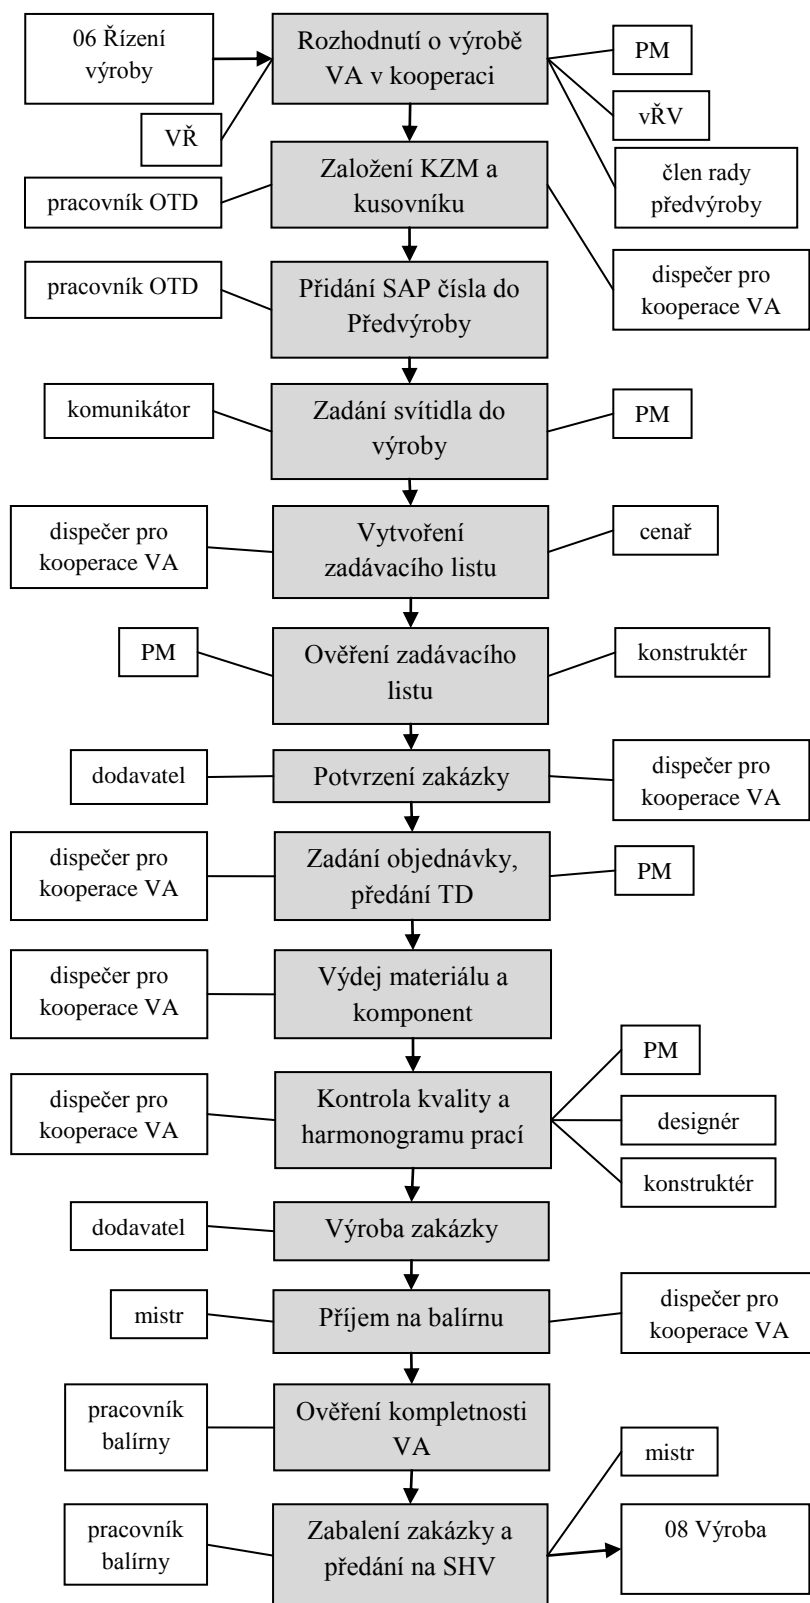 06 Řízení
výroby
Rozhodnutí o výrobě
VA v kooperaci
PM
vŘV
VŘ
člen rady
předvýroby
pracovník OTD
Založení KZM a
kusovníku
dispečer pro
kooperace VA
pracovník OTD
Přidání SAP čísla do
Předvýroby
komunikátor
Zadání svítidla do
výroby
PM
dispečer pro
kooperace VA
Vytvoření
zadávacího listu
cenař
PM
Ověření zadávacího
listu
konstruktér
dodavatel
Potvrzení zakázky
dispečer pro
kooperace VA
dispečer pro
kooperace VA
Zadání objednávky,
předání TD
PM
dispečer pro
kooperace VA
Výdej materiálu a
komponent
dispečer pro
kooperace VA
Kontrola kvality a
harmonogramu prací
PM
designér
konstruktér
dodavatel
Výroba zakázky
mistr
Příjem na balírnu
dispečer pro
kooperace VA
pracovník
balírny
Ověření kompletnosti
VA
mistr
pracovník
balírny
Zabalení zakázky a
předání na SHV
08 Výroba